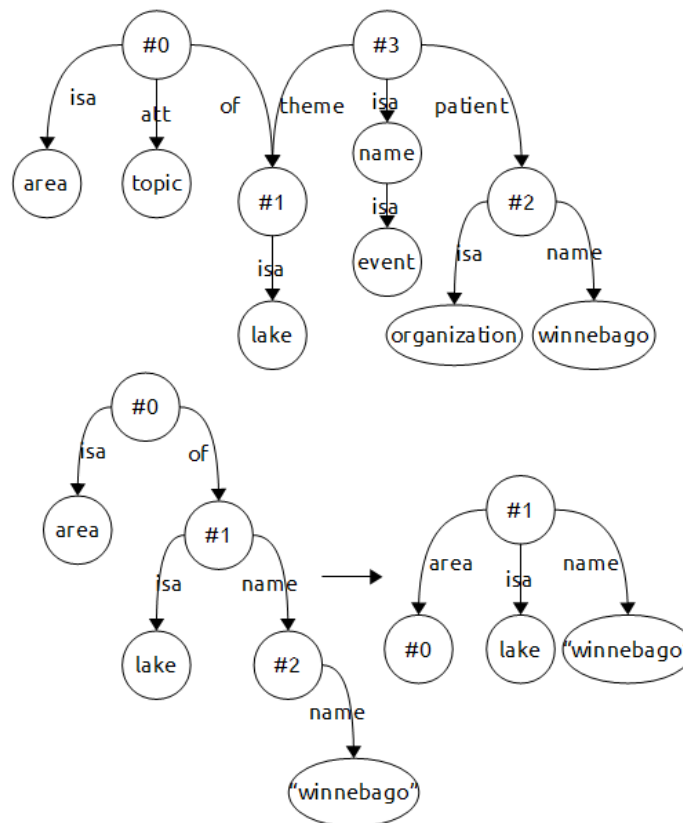 #0 #3
isa att of theme isa patient
area topic #1 name #2
isa isa isa name
lake event organization winnebago
#0
isa of
area #1 #1
isa name area isa name
lake #2 #0 lake “winnebago
name
“winnebago”